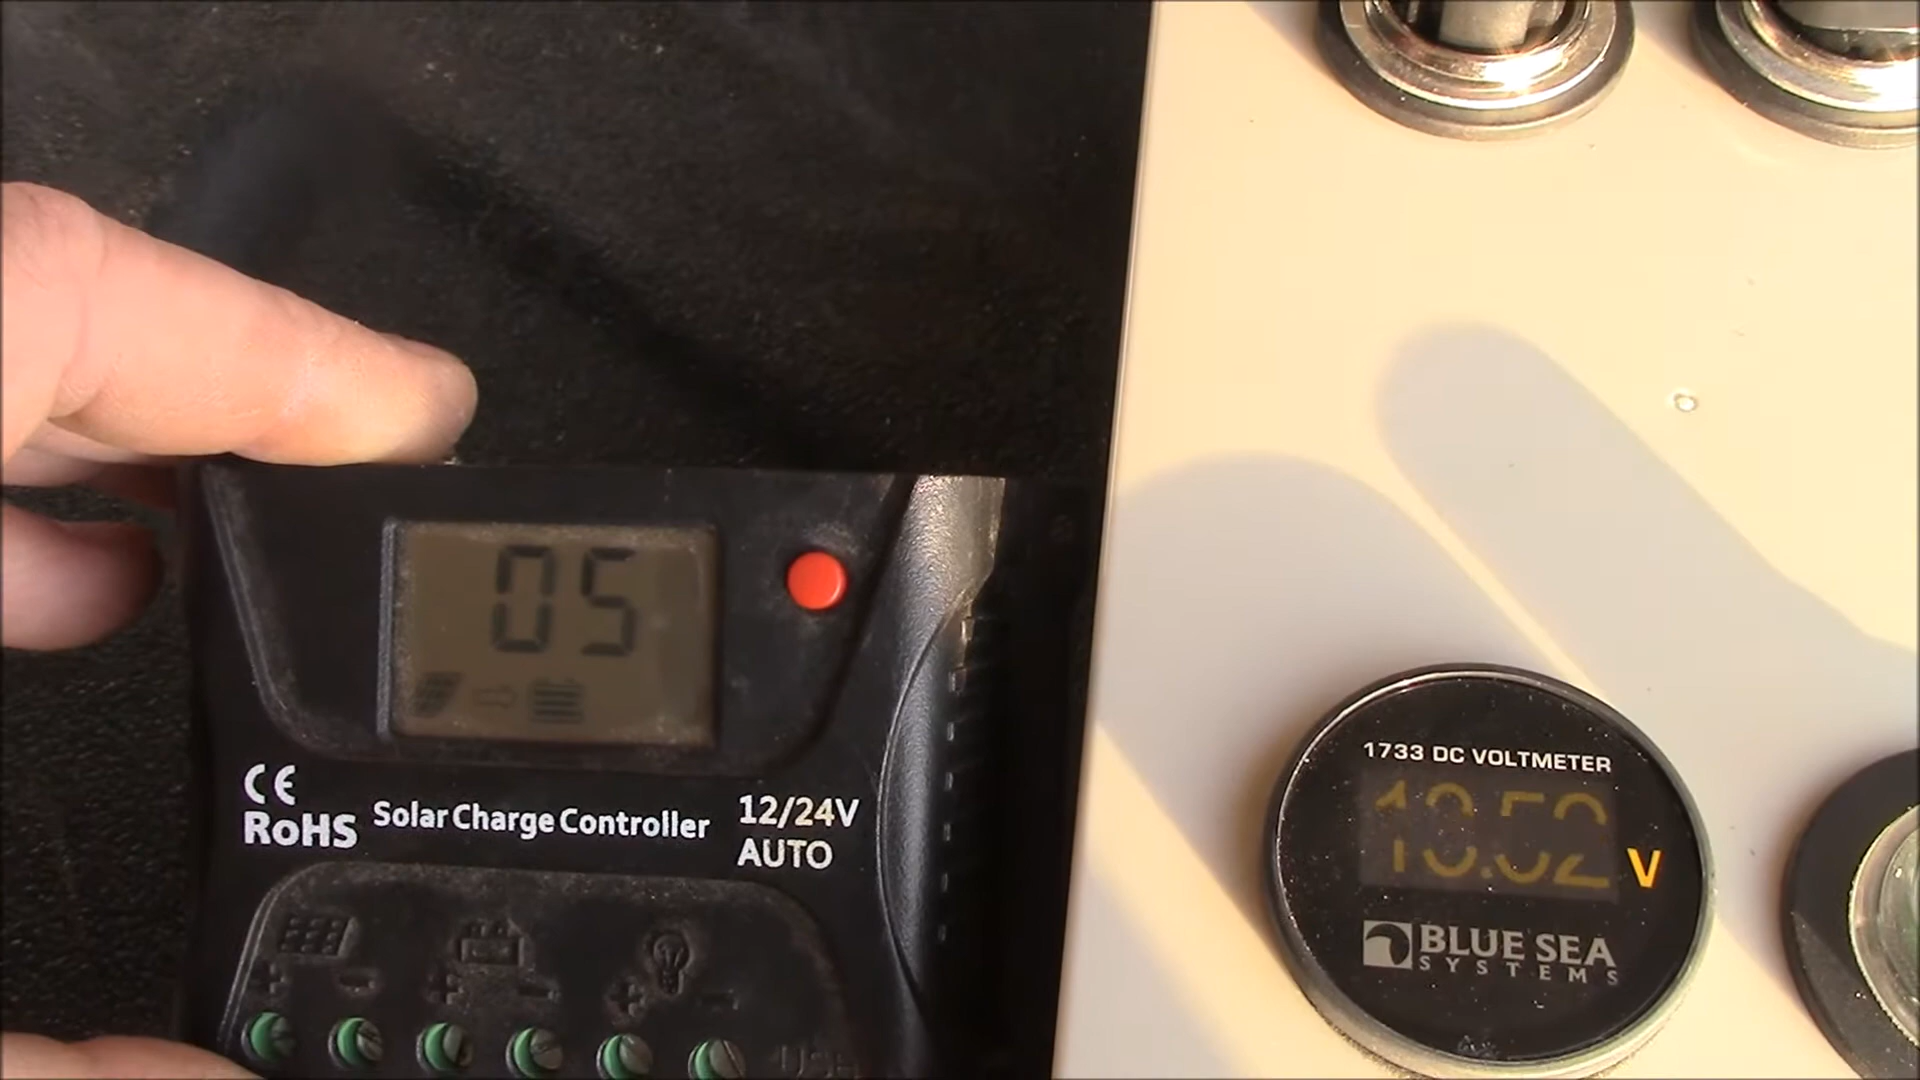 05
CE
RoHS
Solar Charge Controller
12/24V
AUTO
+ - + - + -
1733 DC VOLTMETER
V
BLUE SEA
SYSTEMS